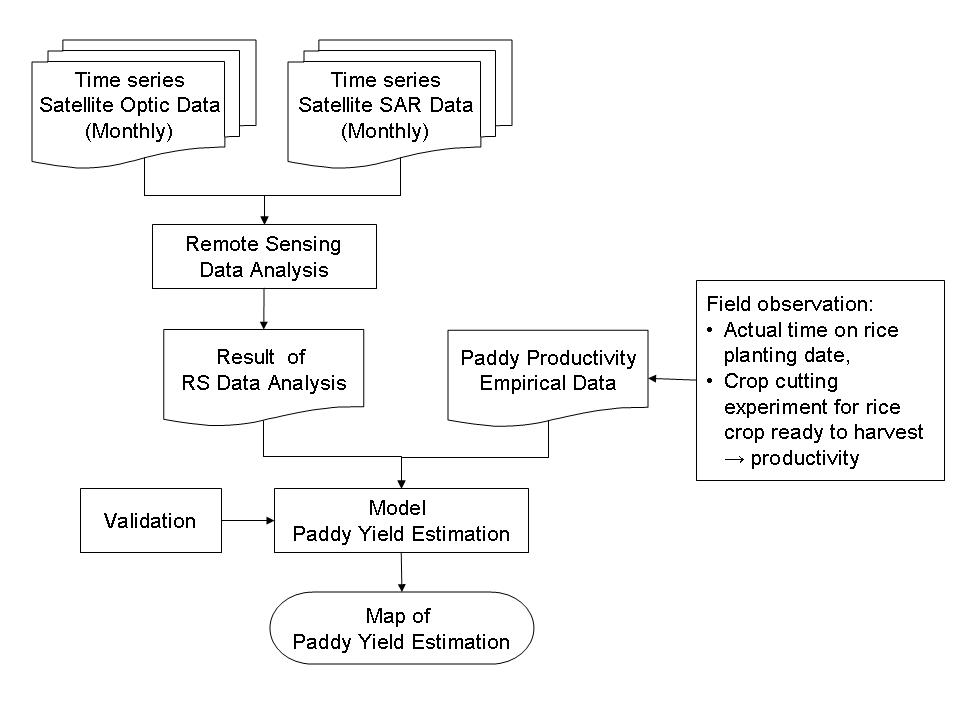 Time series
Satellite Optic Data
(Monthly)
Time series
Satellite SAR Data
(Monthly)
Remote Sensing
Data Analysis
Result of
RS Data Analysis
Paddy Productivity
Empirical Data
Field observation:
• Actual time on rice
planting date,
• Crop cutting
experiment for rice
crop ready to harvest
→ productivity
Validation
Model
Paddy Yield Estimation
Map of
Paddy Yield Estimation